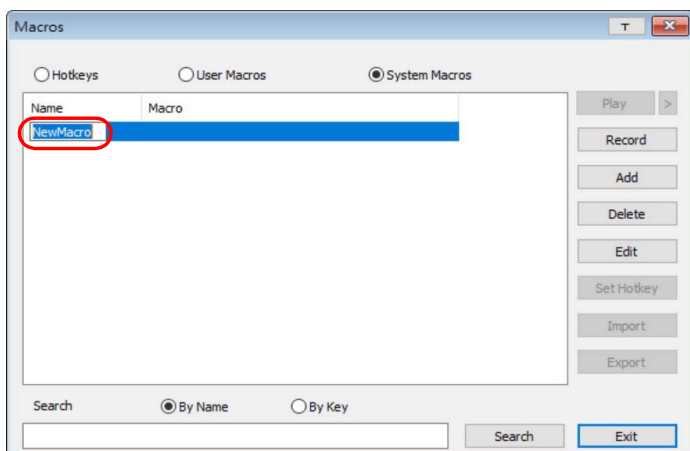 Macros T
Hotkeys User Macros System Macros
Name Macro Play >
NewMacro
Record
Add
Delete
Edit
Set Hotkey
Import
Export
Search By Name By Key
Search Exit